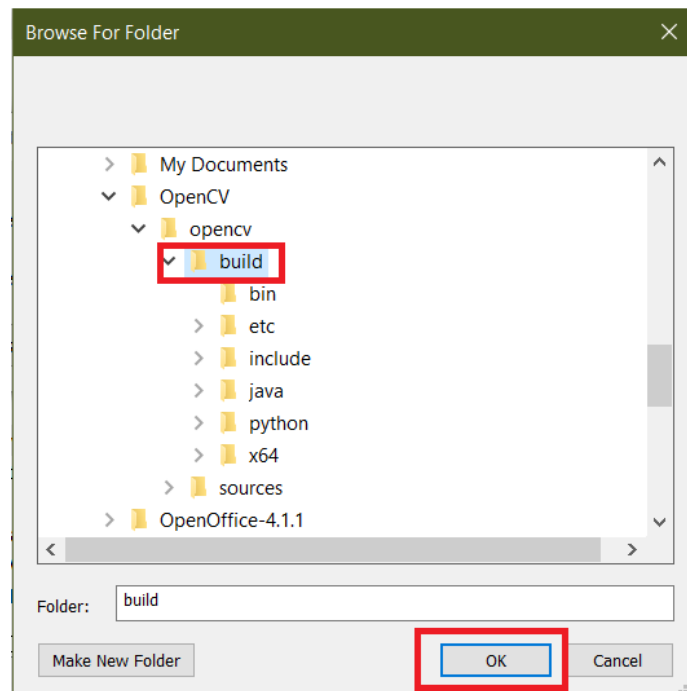 Browse For Folder
My Documents
OpenCV
opencv
build
bin
etc
include
java
python
x64
sources
OpenOffice-4.1.1
Folder: build
Make New Folder OK Cancel